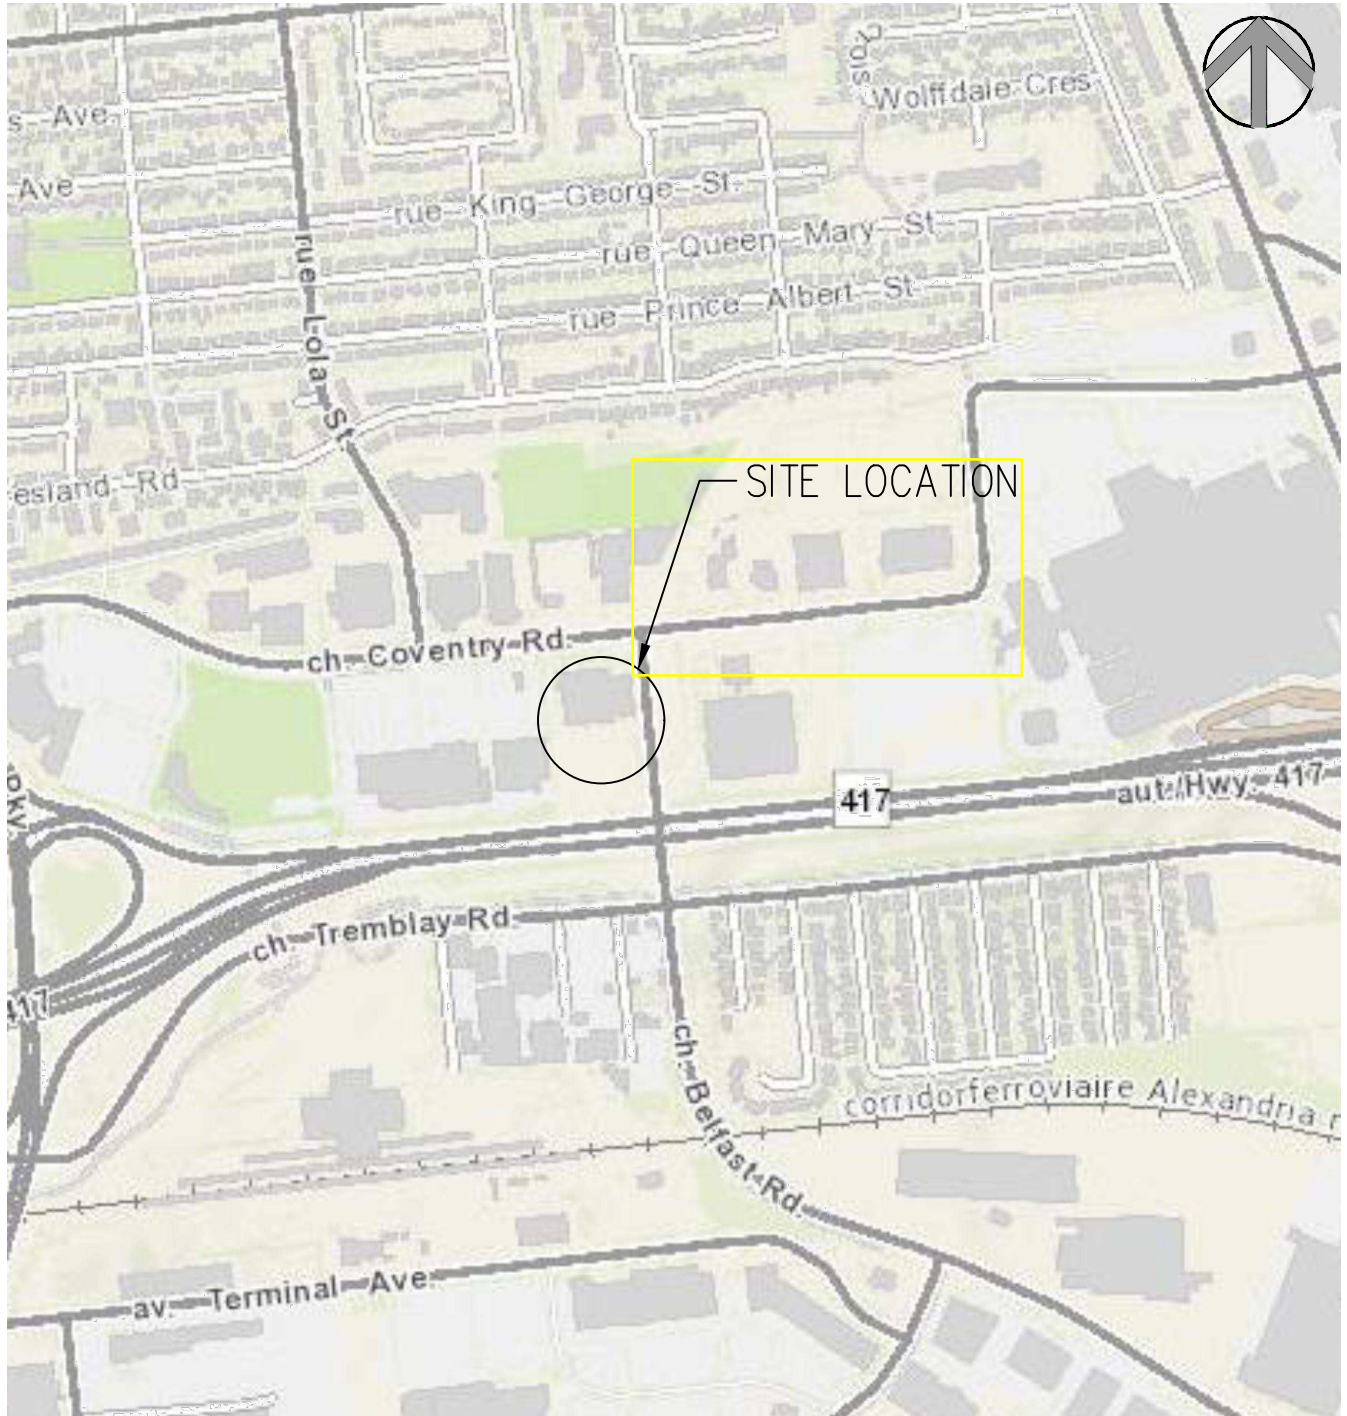 Crois
Wolffdale Cres
s Ave
Ave
rue King George St.
rue Queen Mary St
rue Prince Albert St
rue Lola St
esland Rd
SITE LOCATION
ch Coventry Rd.
Pkwy
417
aut./Hwy. 417
ch Tremblay Rd
417
ch Belfast Rd.
corridorferroviaire Alexandria r
av. Terminal Ave.